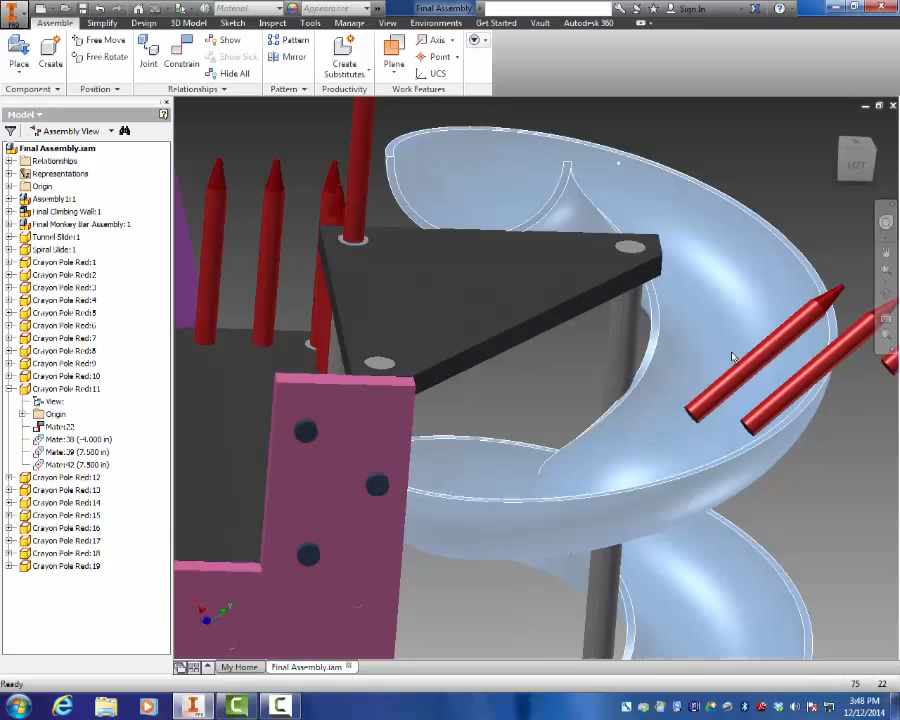 Material
Appearance
Final Assembly
Sign In
PRO
Assemble Simplify Design 3D Model Sketch Inspect Tools Manage View Environments Get Started Vault Autodesk 360
Place
Create
Free Move
Free Rotate
Joint
Constrain
Show
Show Sick
Hide All
Pattern
Mirror
Create
Substitutes
Plane
Axis
Point
UCS
Component Position Relationships Pattern Productivity Work Features
Model
Assembly View
Final Assembly.iam
Relationships
Representations
Origin
Assembly1:1
Final Climbing Wall:1
Final Monkey Bar Assembly:1
Tunnel Slide:1
Spiral Slide:1
Crayon Pole Red:1
Crayon Pole Red:2
Crayon Pole Red:3
Crayon Pole Red:4
Crayon Pole Red:5
Crayon Pole Red:6
Crayon Pole Red:7
Crayon Pole Red:8
Crayon Pole Red:9
Crayon Pole Red:10
Crayon Pole Red:11
View:
Origin
Mate:22
Mate:38 (-4.000 in)
Mate:39 (7.500 in)
Mate:42 (7.500 in)
Crayon Pole Red:12
Crayon Pole Red:13
Crayon Pole Red:14
Crayon Pole Red:15
Crayon Pole Red:16
Crayon Pole Red:17
Crayon Pole Red:18
Crayon Pole Red:19
LEFT
Y
My Home
Final Assembly.iam
Ready
75 22
3:48 PM
12/12/2014